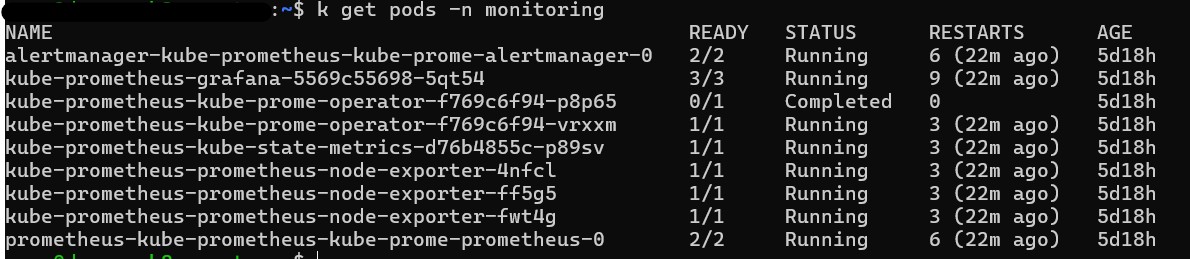 :~$ k get pods -n monitoring
NAME READY STATUS RESTARTS AGE
alertmanager-kube-prometheus-kube-prome-alertmanager-0 2/2 Running 6 (22m ago) 5d18h
kube-prometheus-grafana-5569c55698-5qt54 3/3 Running 9 (22m ago) 5d18h
kube-prometheus-kube-prome-operator-f769c6f94-p8p65 0/1 Completed 0 5d18h
kube-prometheus-kube-prome-operator-f769c6f94-vrxxm 1/1 Running 3 (22m ago) 5d18h
kube-prometheus-kube-state-metrics-d76b4855c-p89sv 1/1 Running 3 (22m ago) 5d18h
kube-prometheus-prometheus-node-exporter-4nfcl 1/1 Running 3 (22m ago) 5d18h
kube-prometheus-prometheus-node-exporter-ff5g5 1/1 Running 3 (22m ago) 5d18h
kube-prometheus-prometheus-node-exporter-fwt4g 1/1 Running 3 (22m ago) 5d18h
prometheus-kube-prometheus-kube-prome-prometheus-0 2/2 Running 6 (22m ago) 5d18h